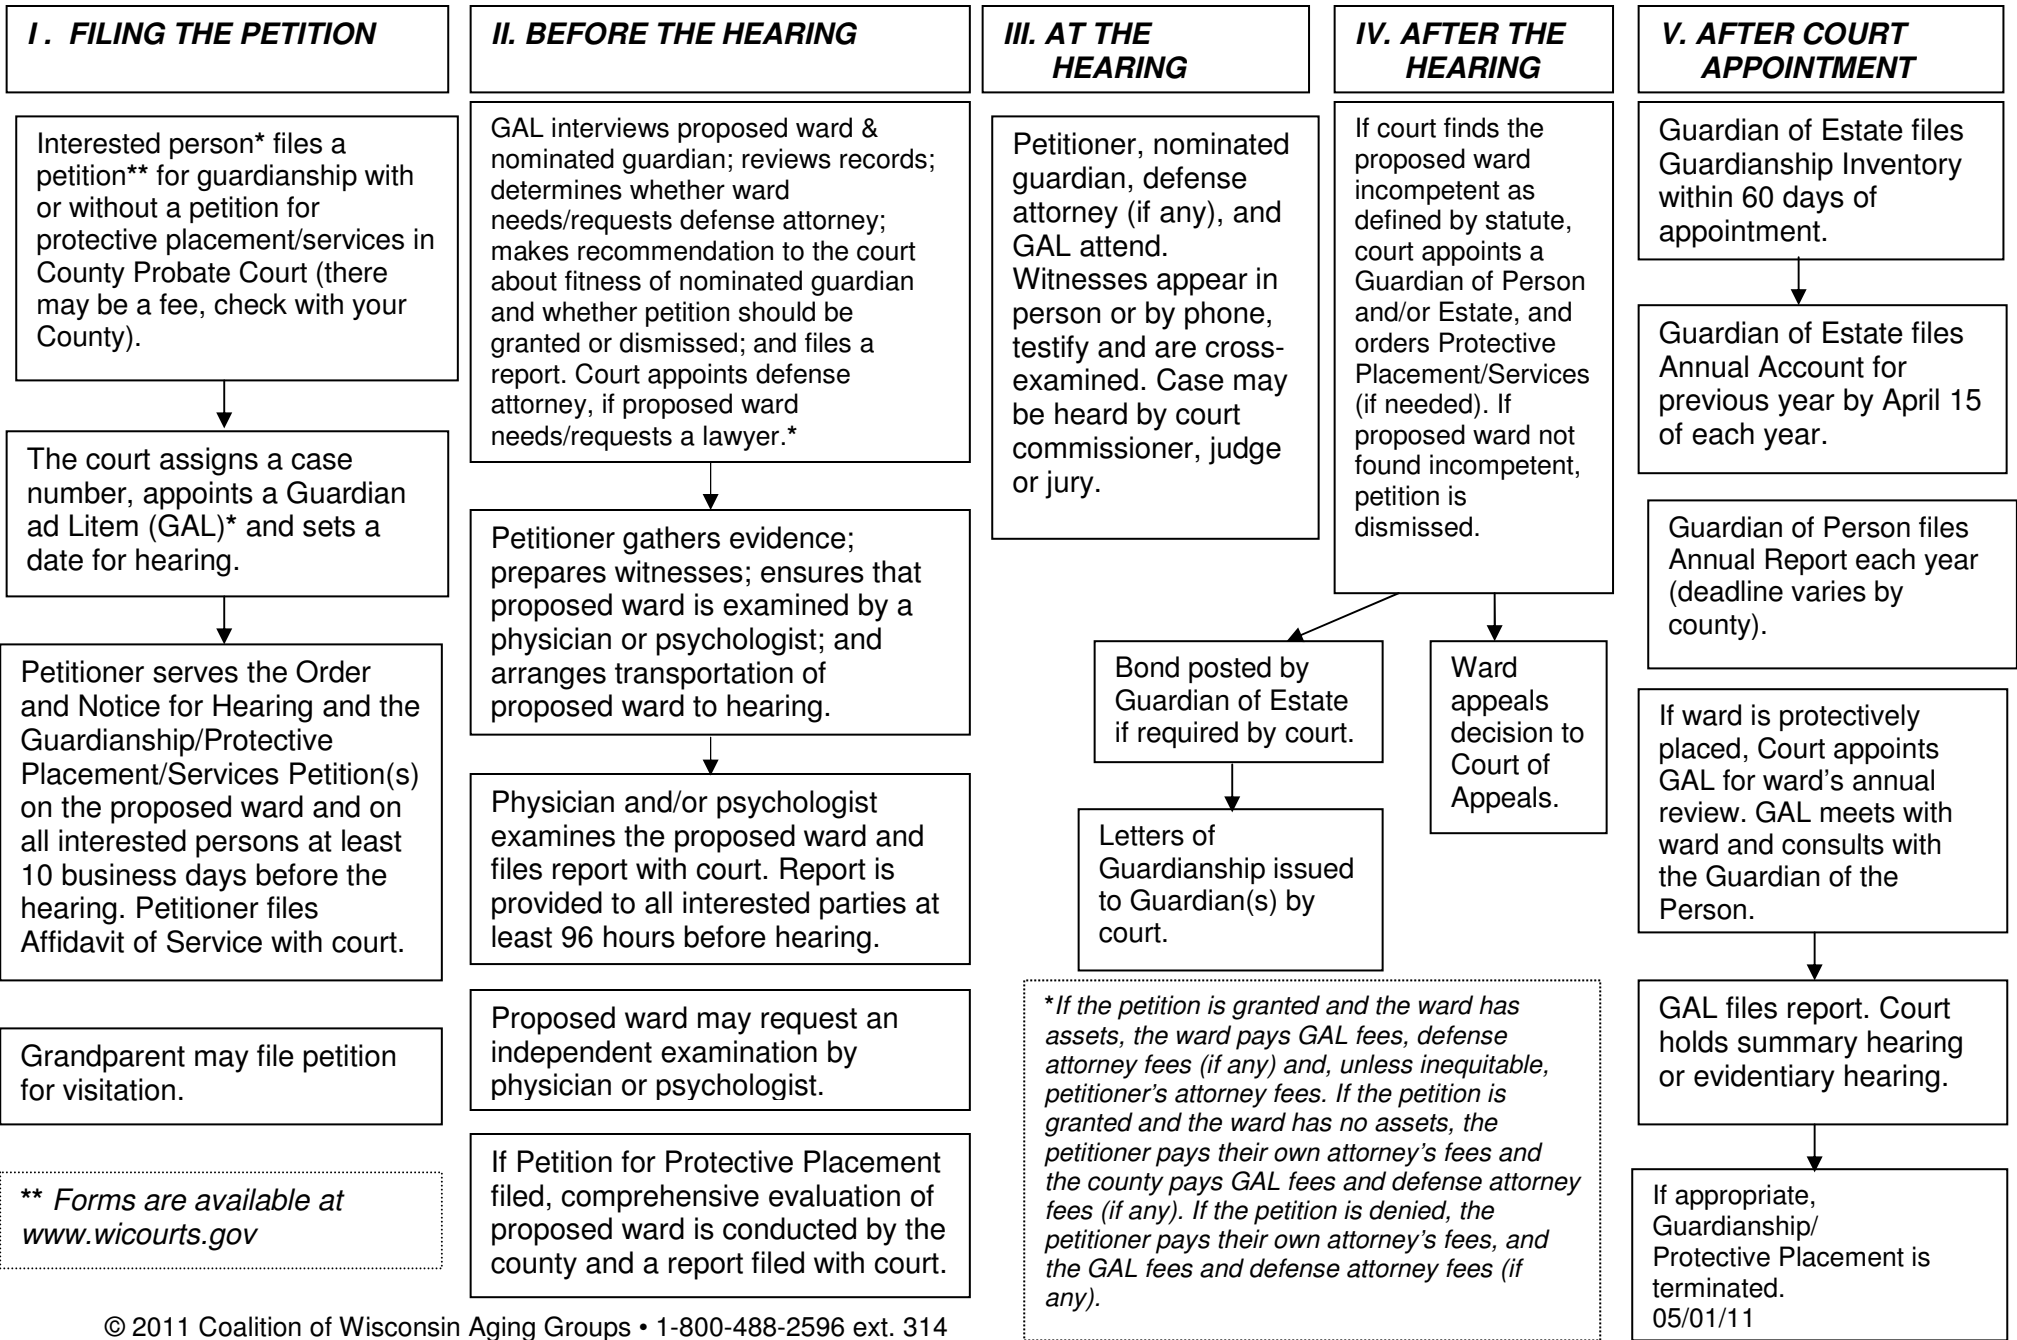 I . FILING THE PETITION
Interested person* files a
petition** for guardianship with
or without a petition for
protective placement/services in
County Probate Court (there
may be a fee, check with your
County).
The court assigns a case
number, appoints a Guardian
ad Litem (GAL)* and sets a
date for hearing.
Petitioner serves the Order
and Notice for Hearing and the
Guardianship/Protective
Placement/Services Petition(s)
on the proposed ward and on
all interested persons at least
10 business days before the
hearing. Petitioner files
Affidavit of Service with court.
Grandparent may file petition
for visitation.
** Forms are available at
www.wicourts.gov
II. BEFORE THE HEARING
GAL interviews proposed ward &
nominated guardian; reviews records;
determines whether ward
needs/requests defense attorney;
makes recommendation to the court
about fitness of nominated guardian
and whether petition should be
granted or dismissed; and files a
report. Court appoints defense
attorney, if proposed ward
needs/requests a lawyer.*
Petitioner gathers evidence;
prepares witnesses; ensures that
proposed ward is examined by a
physician or psychologist; and
arranges transportation of
proposed ward to hearing.
Physician and/or psychologist
examines the proposed ward and
files report with court. Report is
provided to all interested parties at
least 96 hours before hearing.
Proposed ward may request an
independent examination by
physician or psychologist.
If Petition for Protective Placement
filed, comprehensive evaluation of
proposed ward is conducted by the
county and a report filed with court.
III. AT THE
HEARING
Petitioner, nominated
guardian, defense
attorney (if any), and
GAL attend.
Witnesses appear in
person or by phone,
testify and are cross-
examined. Case may
be heard by court
commissioner, judge
or jury.
IV. AFTER THE
HEARING
If court finds the
proposed ward
incompetent as
defined by statute,
court appoints a
Guardian of Person
and/or Estate, and
orders Protective
Placement/Services
(if needed). If
proposed ward not
found incompetent,
petition is
dismissed.
Bond posted by
Guardian of Estate
if required by court.
Letters of
Guardianship issued
to Guardian(s) by
court.
Ward
appeals
decision to
Court of
Appeals.
*If the petition is granted and the ward has
assets, the ward pays GAL fees, defense
attorney fees (if any) and, unless inequitable,
petitioner's attorney fees. If the petition is
granted and the ward has no assets, the
petitioner pays their own attorney's fees and
the county pays GAL fees and defense attorney
fees (if any). If the petition is denied, the
petitioner pays their own attorney's fees, and
the GAL fees and defense attorney fees (if
any).
V. AFTER COURT
APPOINTMENT
Guardian of Estate files
Guardianship Inventory
within 60 days of
appointment.
Guardian of Estate files
Annual Account for
previous year by April 15
of each year.
Guardian of Person files
Annual Report each year
(deadline varies by
county).
If ward is protectively
placed, Court appoints
GAL for ward's annual
review. GAL meets with
ward and consults with
the Guardian of the
Person.
GAL files report. Court
holds summary hearing
or evidentiary hearing.
If appropriate,
Guardianship/
Protective Placement is
terminated.
05/01/11
© 2011 Coalition of Wisconsin Aging Groups • 1-800-488-2596 ext. 314